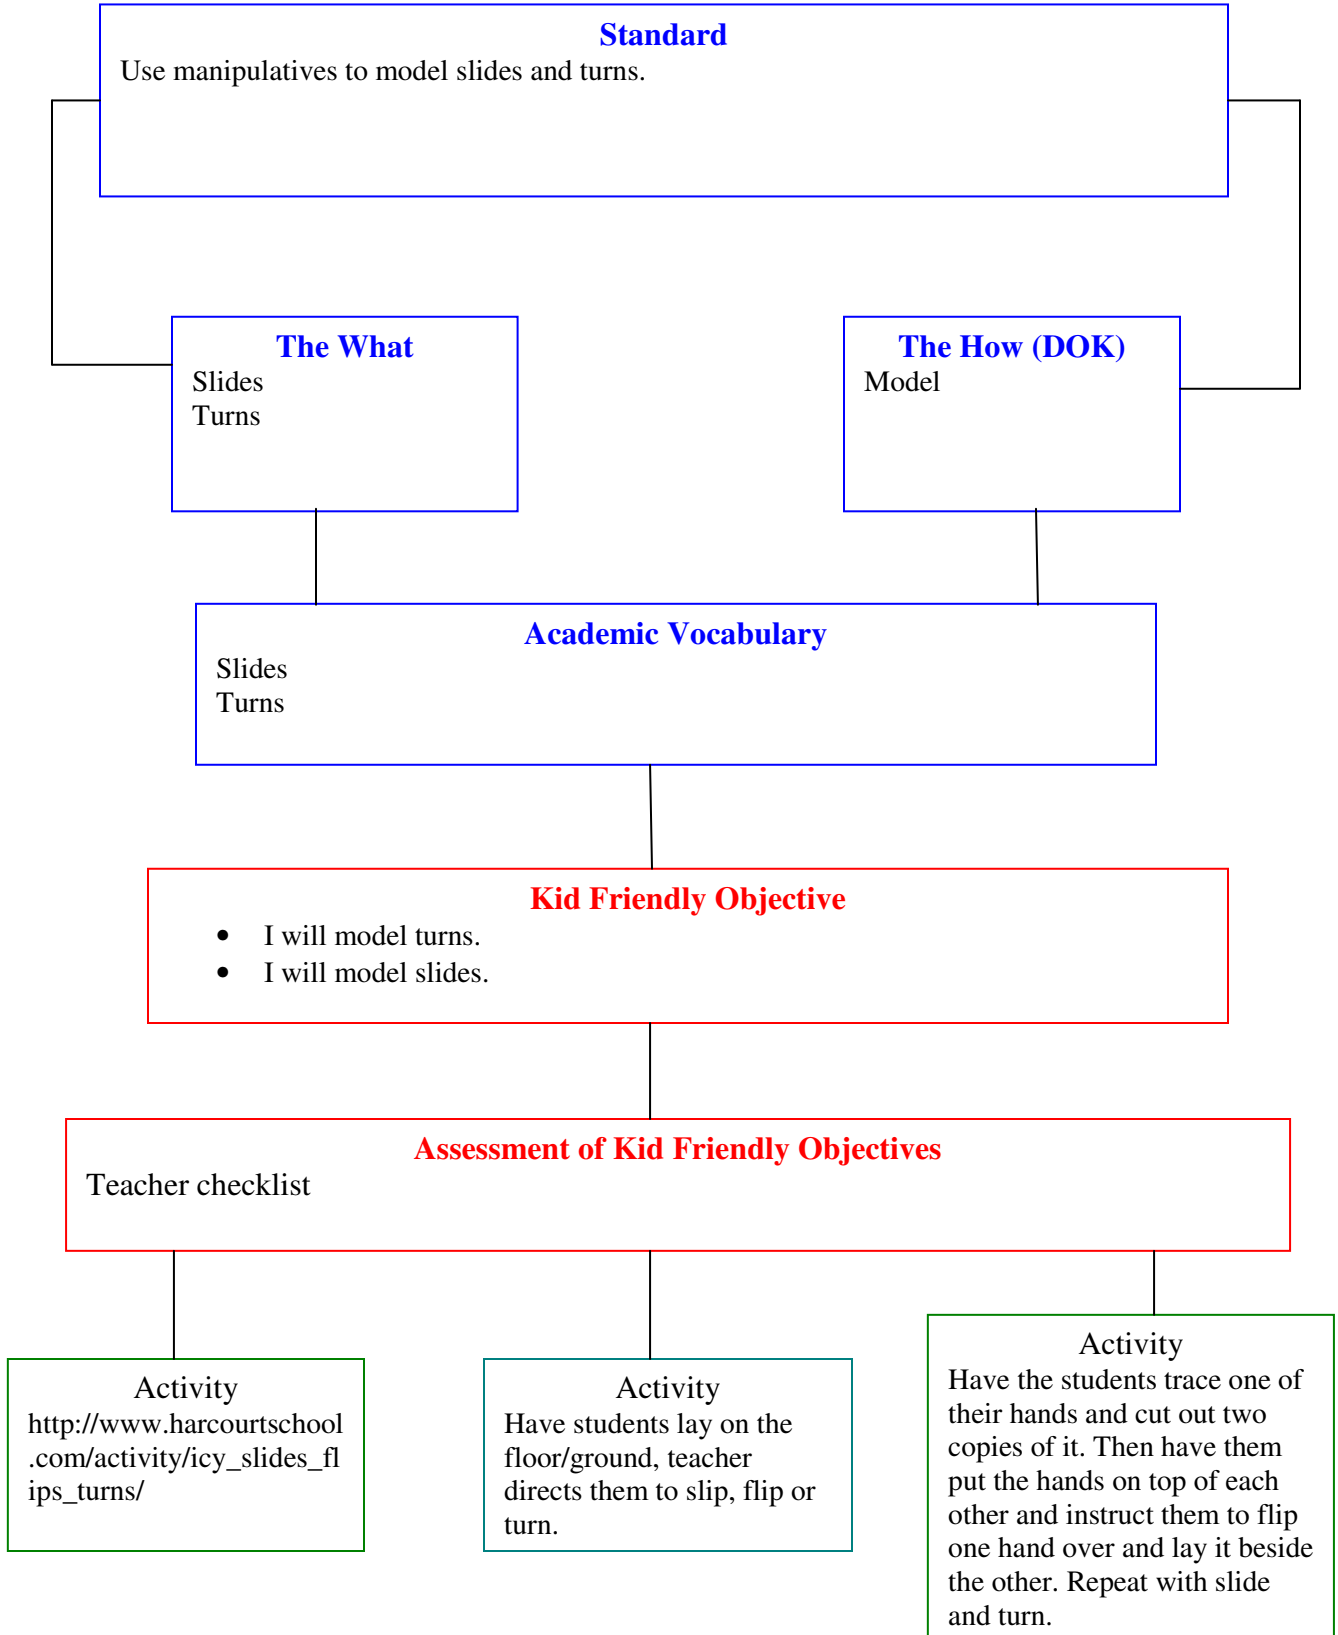 Standard
Use manipulatives to model slides and turns.
The What
Slides
Turns
The How (DOK)
Model
Academic Vocabulary
Slides
Turns
Kid Friendly Objective
• I will model turns.
• I will model slides.
Assessment of Kid Friendly Objectives
Teacher checklist
Activity
http://www.harcourtschool
.com/activity/icy_slides_fl
ips_turns/
Activity
Have students lay on the
floor/ground, teacher
directs them to slip, flip or
turn.
Activity
Have the students trace one of
their hands and cut out two
copies of it. Then have them
put the hands on top of each
other and instruct them to flip
one hand over and lay it beside
the other. Repeat with slide
and turn.